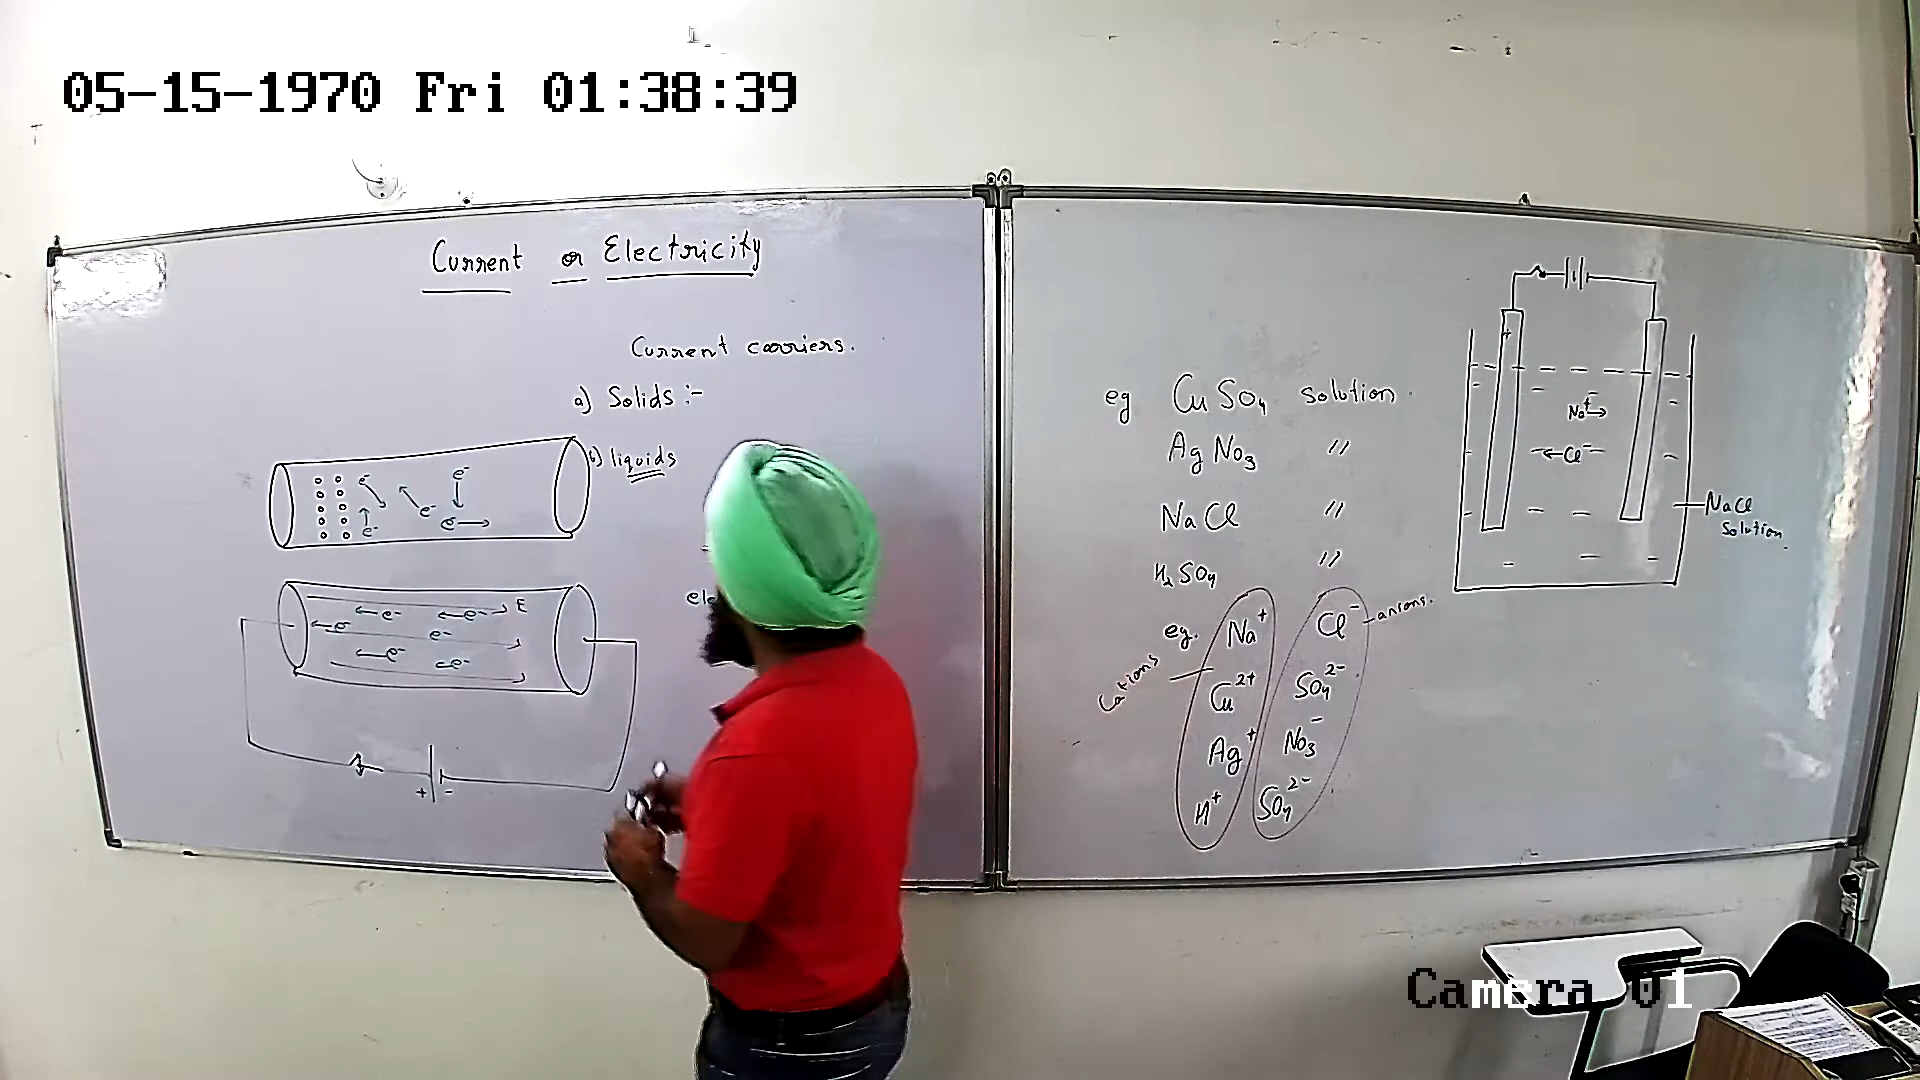 05-15-1970 Fri 01:38:39
Current or Electricity
Current carriers.
a) Solids :-
b) liquids
e⁻ e⁻
e⁻
e⁻ e⁻
ele
e⁻ e⁻ E
e⁻ e⁻
e⁻ e⁻
+ -
eg CuSO₄ solution.
AgNO₃ "
NaCl "
H₂SO₄ "
eg. Na⁺ Cl⁻ anions.
Cations
Cu²⁺ SO₄²⁻
Ag⁺ NO₃⁻
H⁺ SO₄²⁻
+
Na⁺
Cl⁻
NaCl
Solution.
Camera 01